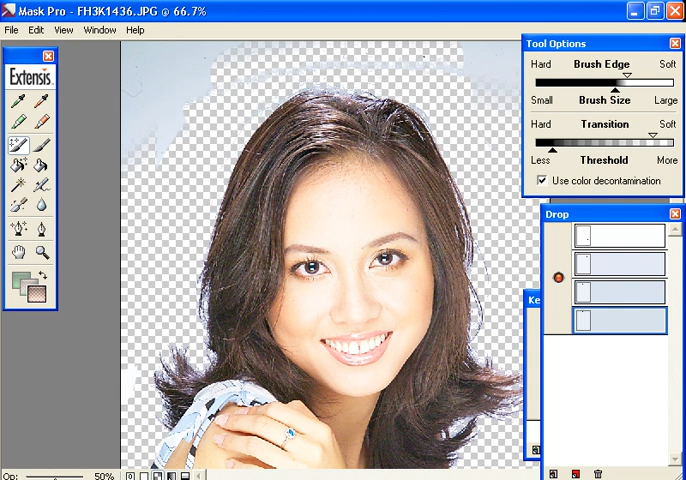 Mask Pro - FH3K1436.JPG @ 66.7%
File Edit View Window Help
Extensis
Tool Options
Hard Brush Edge Soft
Small Brush Size Large
Hard Transition Soft
Less Threshold More
Use color decontamination
Drop
Ke
Op: 50%